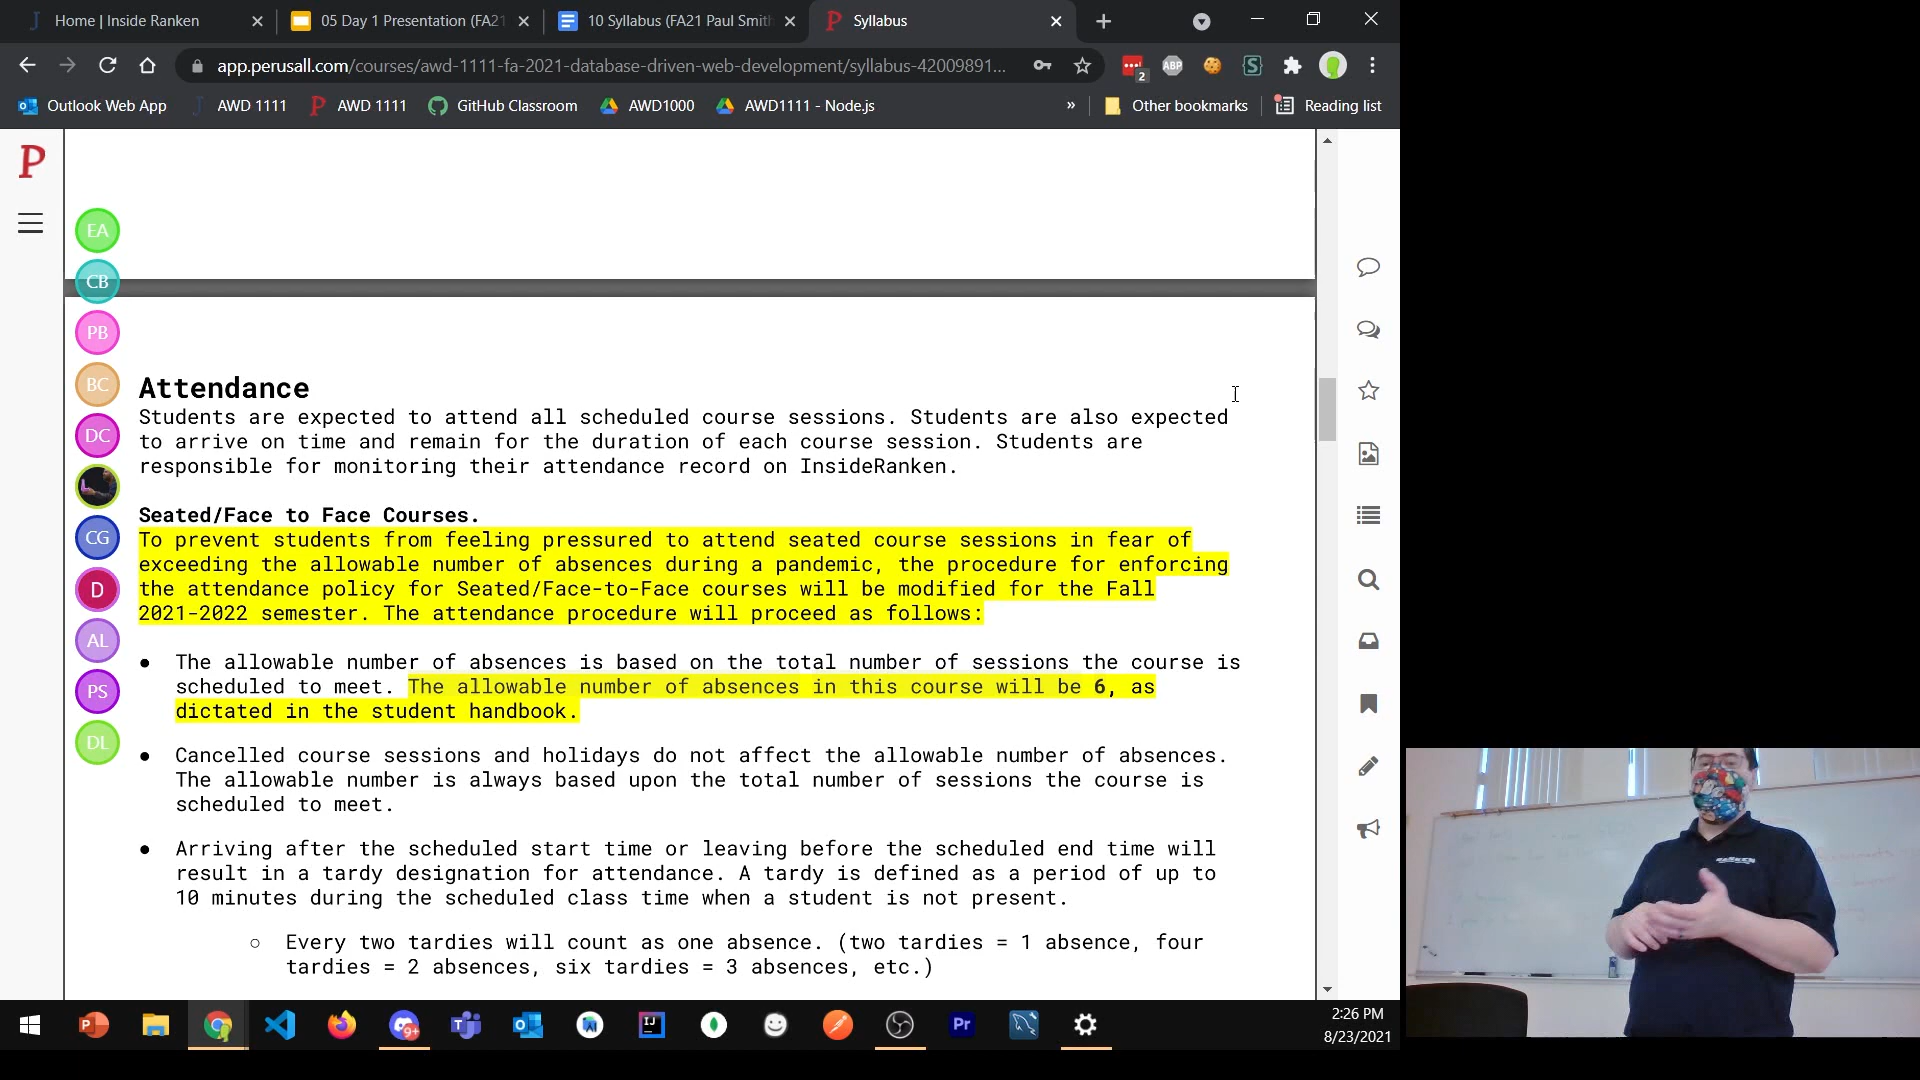 Home | Inside Ranken
05 Day 1 Presentation (FA21
10 Syllabus (FA21 Paul Smith
Syllabus
app.perusall.com/courses/awd-1111-fa-2021-database-driven-web-development/syllabus-42009891...
2
ABP
Outlook Web App
AWD 1111
AWD 1111
GitHub Classroom
AWD1000
AWD1111 - Node.js
»
Other bookmarks
Reading list
P
EA
CB
PB
BC
DC
CG
D
AL
PS
DL
Attendance
Students are expected to attend all scheduled course sessions. Students are also expected
to arrive on time and remain for the duration of each course session. Students are
responsible for monitoring their attendance record on InsideRanken.
Seated/Face to Face Courses.
To prevent students from feeling pressured to attend seated course sessions in fear of
exceeding the allowable number of absences during a pandemic, the procedure for enforcing
the attendance policy for Seated/Face-to-Face courses will be modified for the Fall
2021-2022 semester. The attendance procedure will proceed as follows:
● The allowable number of absences is based on the total number of sessions the course is
scheduled to meet. The allowable number of absences in this course will be 6, as
dictated in the student handbook.
● Cancelled course sessions and holidays do not affect the allowable number of absences.
The allowable number is always based upon the total number of sessions the course is
scheduled to meet.
● Arriving after the scheduled start time or leaving before the scheduled end time will
result in a tardy designation for attendance. A tardy is defined as a period of up to
10 minutes during the scheduled class time when a student is not present.
○ Every two tardies will count as one absence. (two tardies = 1 absence, four
tardies = 2 absences, six tardies = 3 absences, etc.)
9+
IJ
Pr
2:26 PM
8/23/2021